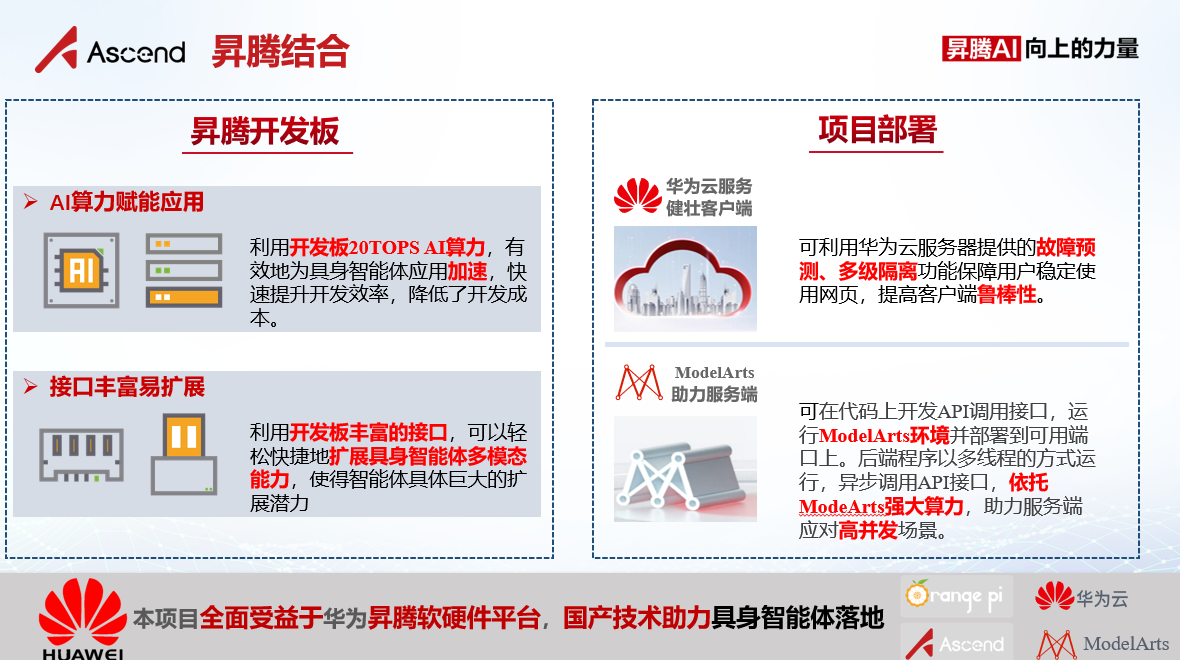 Ascend 昇腾结合
昇腾AI 向上的力量
昇腾开发板
AI算力赋能应用
AI
利用开发板20TOPS AI算力，有
效地为具身智能体应用加速，快
速提升开发效率，降低了开发成
本。
接口丰富易扩展
利用开发板丰富的接口，可以轻
松快捷地扩展具身智能体多模态
能力，使得智能体具体巨大的扩
展潜力
项目部署
华为云服务
健壮客户端
可利用华为云服务器提供的故障预
测、多级隔离功能保障用户稳定使
用网页，提高客户端鲁棒性。
ModelArts
助力服务端
可在代码上开发API调用接口，运
行ModelArts环境并部署到可用端
口上。后端程序以多线程的方式运
行，异步调用API接口，依托
ModeArts强大算力，助力服务端
应对高并发场景。
HUAWEI
本项目全面受益于华为昇腾软硬件平台，国产技术助力具身智能体落地
Orange pi
华为云
Ascend
ModelArts